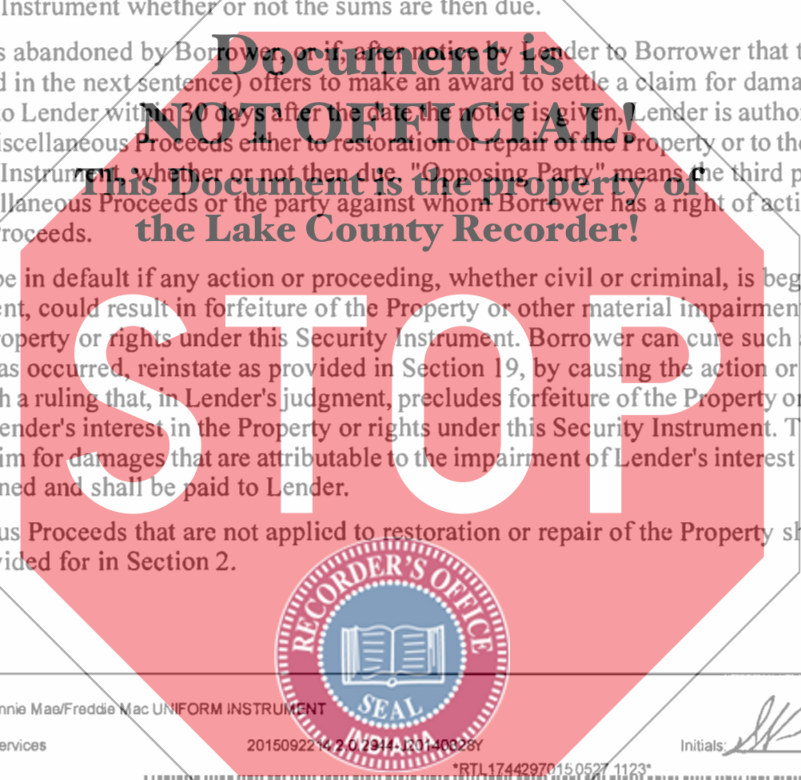 Instrument whether or not the sums are then due.
s abandoned by Borrower, or if, after notice by Lender to Borrower that t
Document is
d in the next sentence) offers to make an award to settle a claim for dama
o Lender within 30 days after the date the notice is given, Lender is autho
NOT OFFICIAL!
iscellaneous Proceeds either to restoration or repair of the Property or to the
Instrument, whether or not then due. "Opposing Party" means the third p
This Document is the property of
llaneous Proceeds or the party against whom Borrower has a right of acti
roceeds.
the Lake County Recorder!
be in default if any action or proceeding, whether civil or criminal, is beg
ent, could result in forfeiture of the Property or other material impairmen
operty or rights under this Security Instrument. Borrower can cure such
as occurred, reinstate as provided in Section 19, by causing the action or
h a ruling that, in Lender's judgment, precludes forfeiture of the Property or
ender's interest in the Property or rights under this Security Instrument. T
im for damages that are attributable to the impairment of Lender's interest
ned and shall be paid to Lender.
STOP
us Proceeds that are not applied to restoration or repair of the Property sh
vided for in Section 2.
RECORDER'S OFFICE
SEAL
INDIANA
nnie Mae/Freddie Mac UNIFORM INSTRUMENT
ervices
Initials: